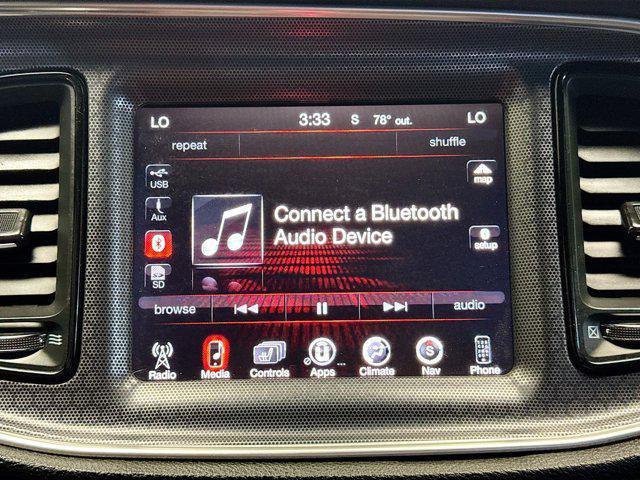 LO 3:33 S 78° out. LO
repeat shuffle
USB
map
Aux
Connect a Bluetooth
Audio Device
setup
SD
browse audio
Radio Media Controls Apps Climate Nav Phone